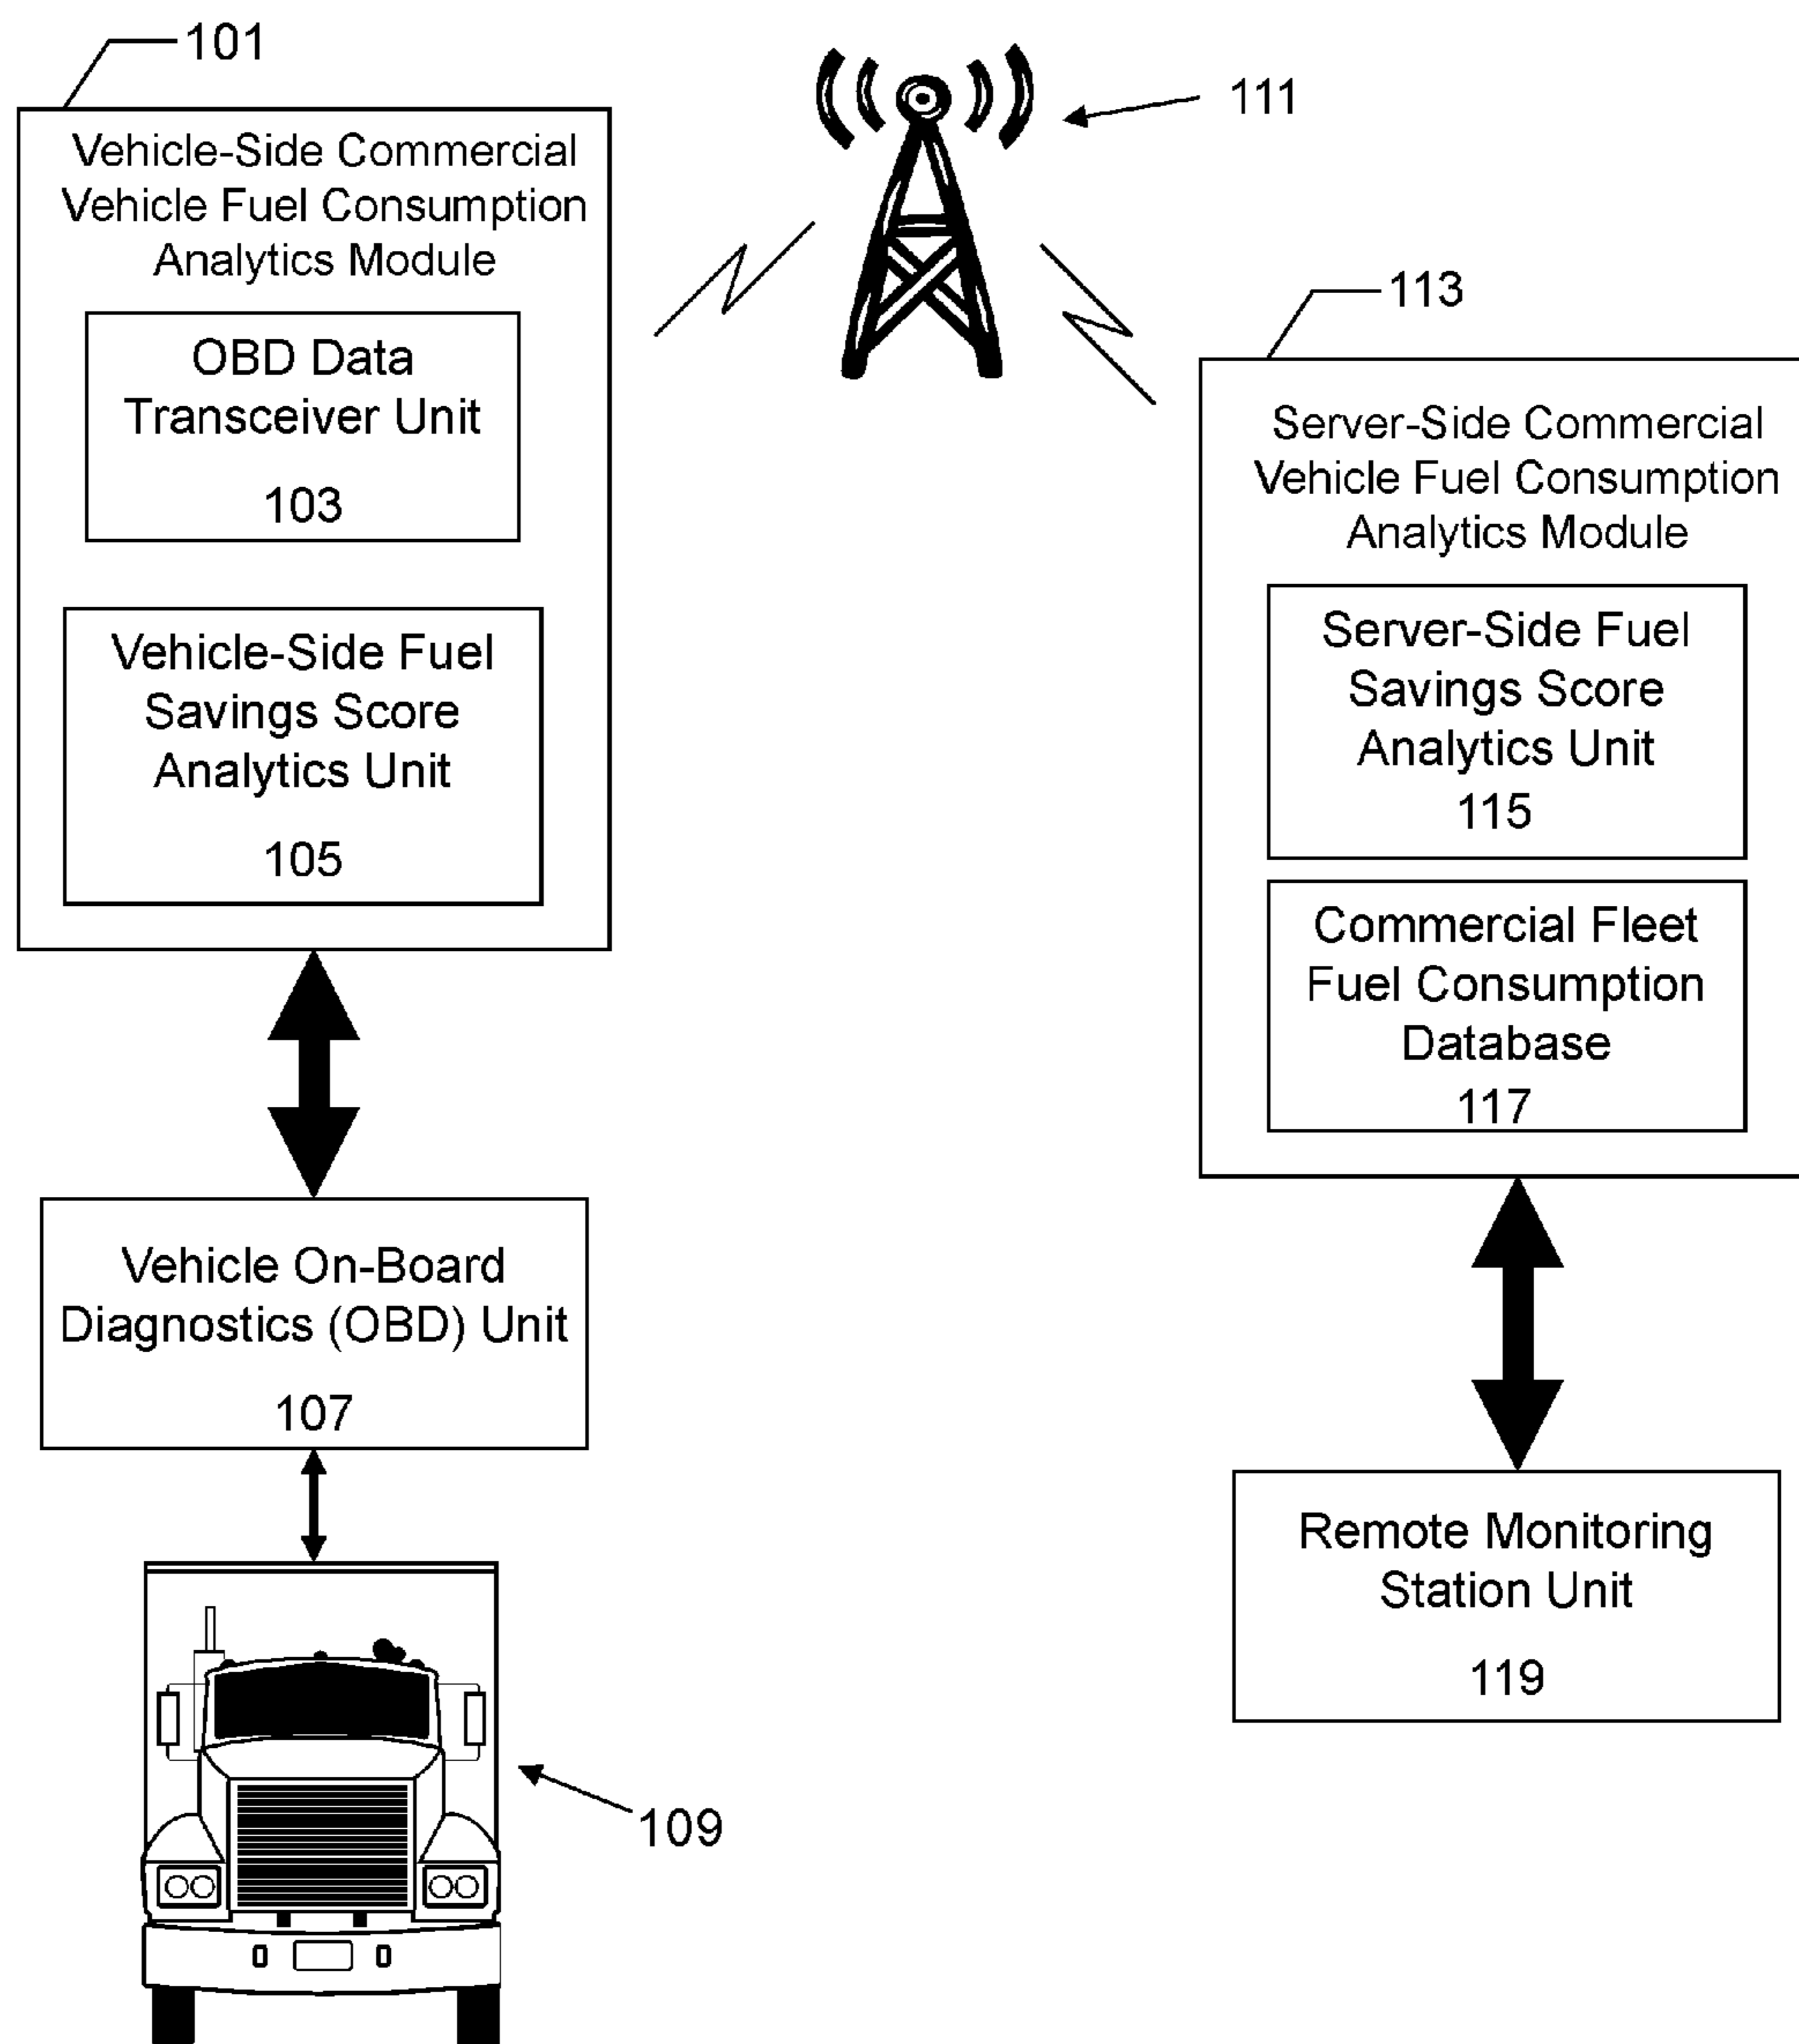 101
Vehicle-Side Commercial
Vehicle Fuel Consumption
Analytics Module
OBD Data
Transceiver Unit
103
Vehicle-Side Fuel
Savings Score
Analytics Unit
105
Vehicle On-Board
Diagnostics (OBD) Unit
107
109
111
113
Server-Side Commercial
Vehicle Fuel Consumption
Analytics Module
Server-Side Fuel
Savings Score
Analytics Unit
115
Commercial Fleet
Fuel Consumption
Database
117
Remote Monitoring
Station Unit
119